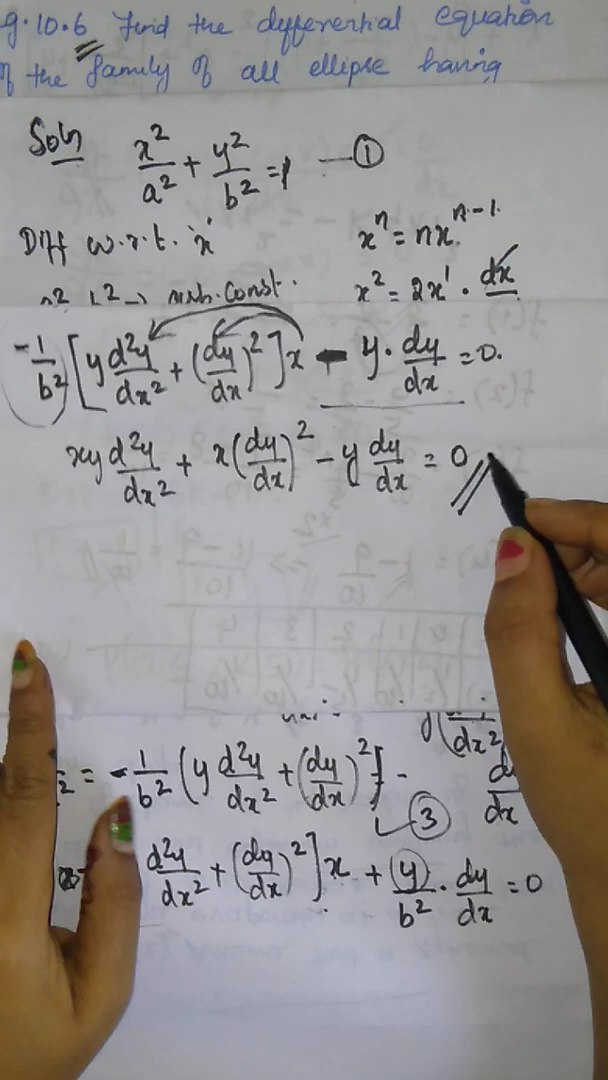 g. 10.6 Find the differential equation
of the family of all ellipse having
Soln x²/a² + y²/b² = 1 — ①
Diff w.r.t. 'x' xⁿ = nxⁿ⁻¹.
x² = 2x¹ · dx
-1/b² [y d²y/dx² + (dy/dx)²] x - y · dy/dx = 0.
xy d²y/dx² + x (dy/dx)² - y dy/dx = 0 //
= -1/b² (y d²y/dx² + (dy/dx)²] -
③
d²y/dx² + (dy/dx)²] x + y/b² · dy/dx = 0